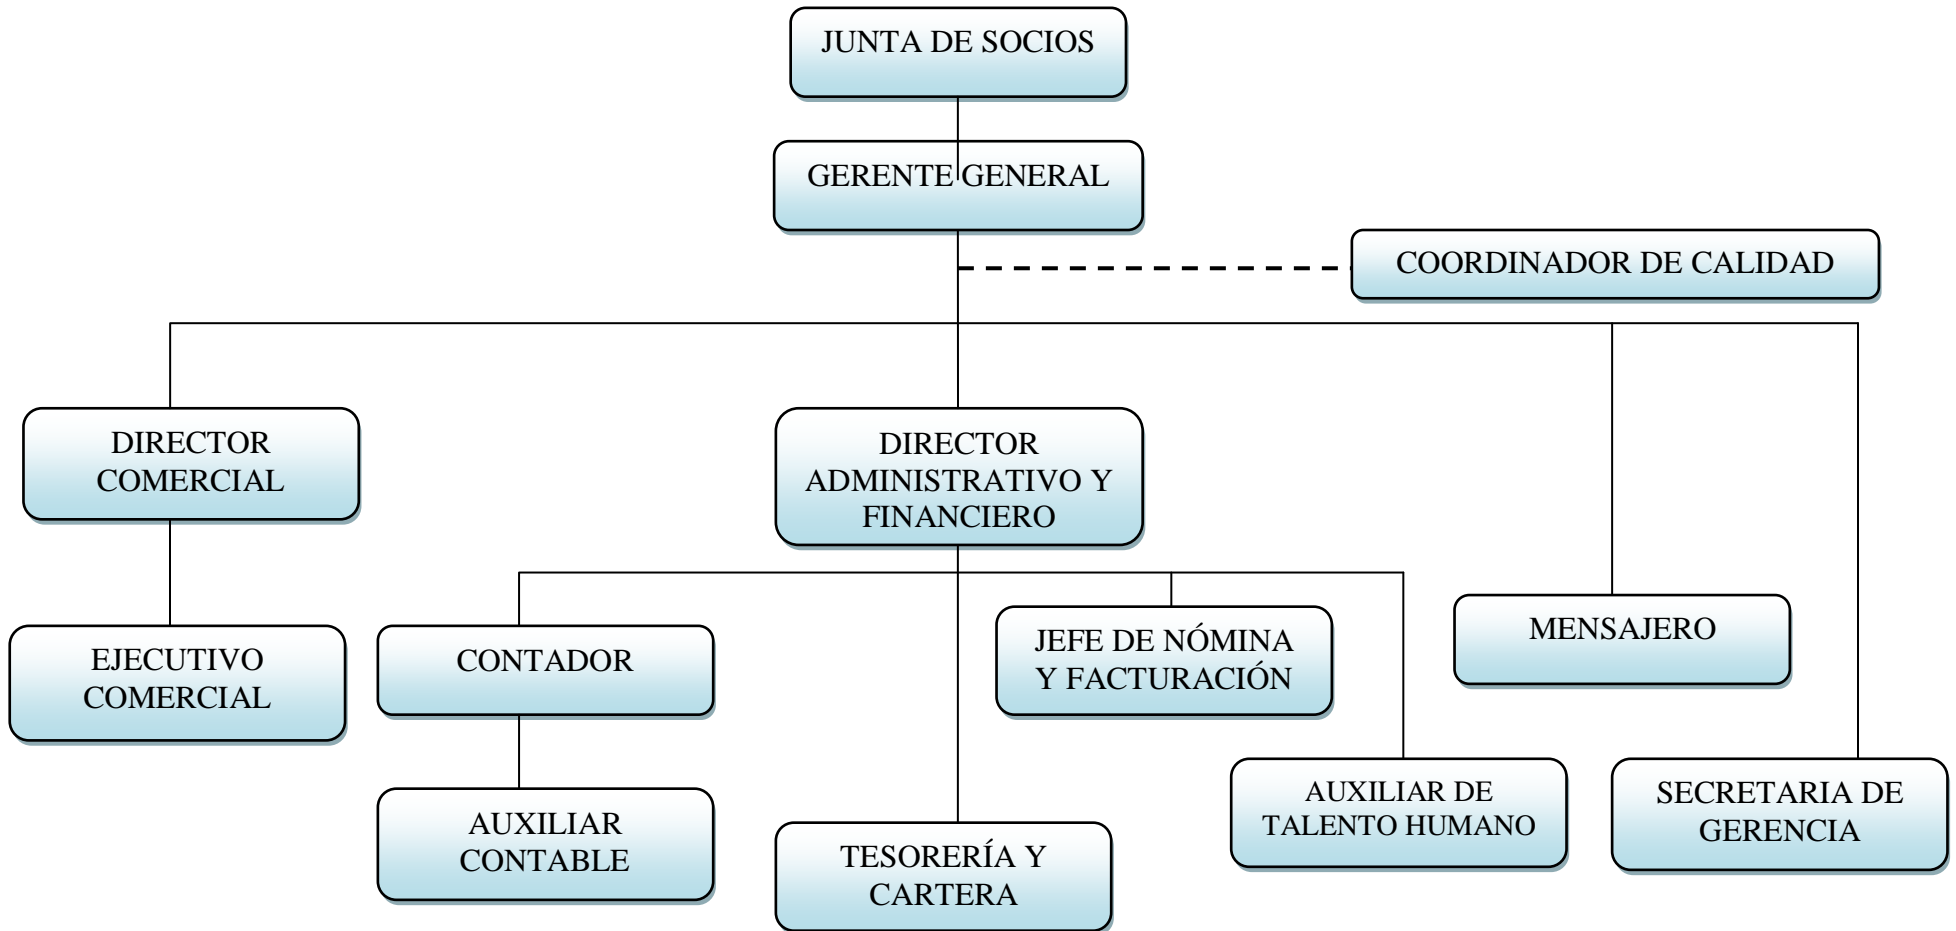 JUNTA DE SOCIOS
GERENTE GENERAL
COORDINADOR DE CALIDAD
DIRECTOR
COMERCIAL
DIRECTOR
ADMINISTRATIVO Y
FINANCIERO
EJECUTIVO
COMERCIAL
CONTADOR
JEFE DE NÓMINA
Y FACTURACIÓN
MENSAJERO
AUXILIAR
CONTABLE
TESORERÍA Y
CARTERA
AUXILIAR DE
TALENTO HUMANO
SECRETARIA DE
GERENCIA